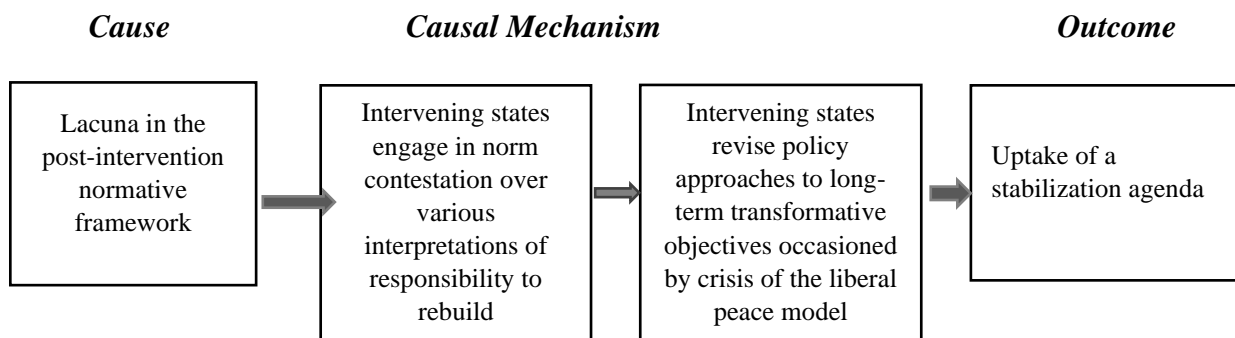 Cause
Causal Mechanism
Outcome
Lacuna in the
post-intervention
normative
framework
Intervening states
engage in norm
contestation over
various
interpretations of
responsibility to
rebuild
Intervening states
revise policy
approaches to long-
term transformative
objectives occasioned
by crisis of the liberal
peace model
Uptake of a
stabilization agenda